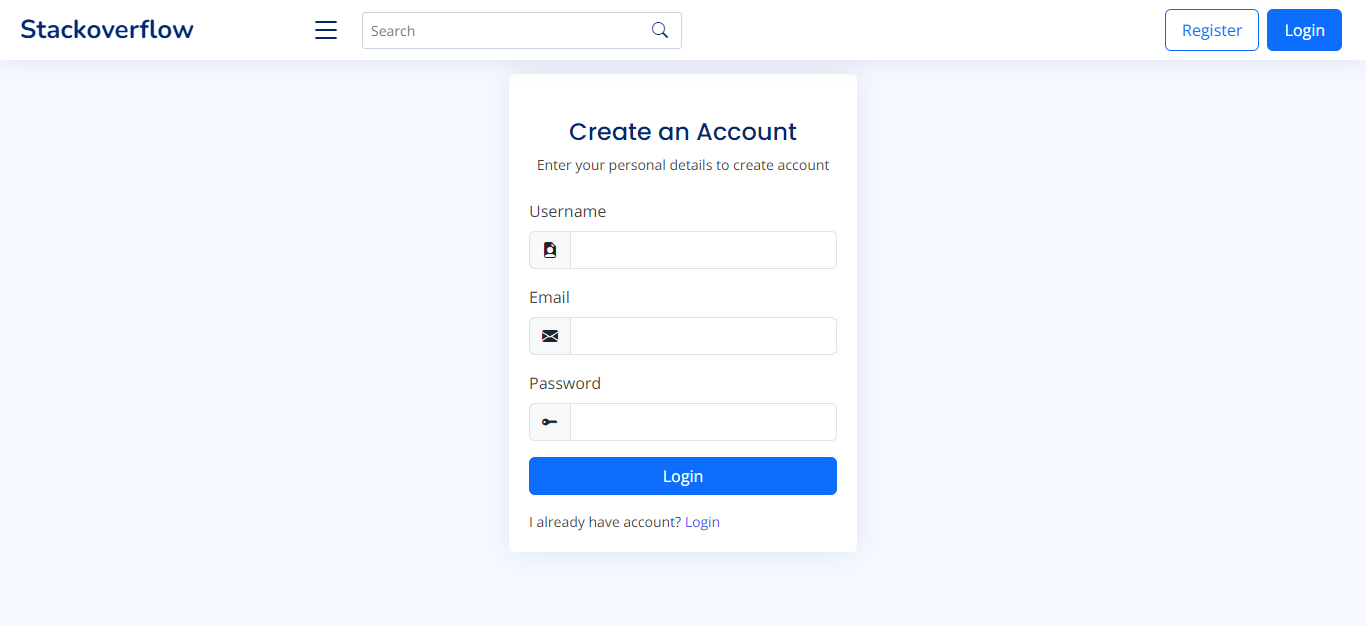 Stackoverflow
Search
Register
Login
Create an Account
Enter your personal details to create account
Username
Email
Password
Login
I already have account? Login